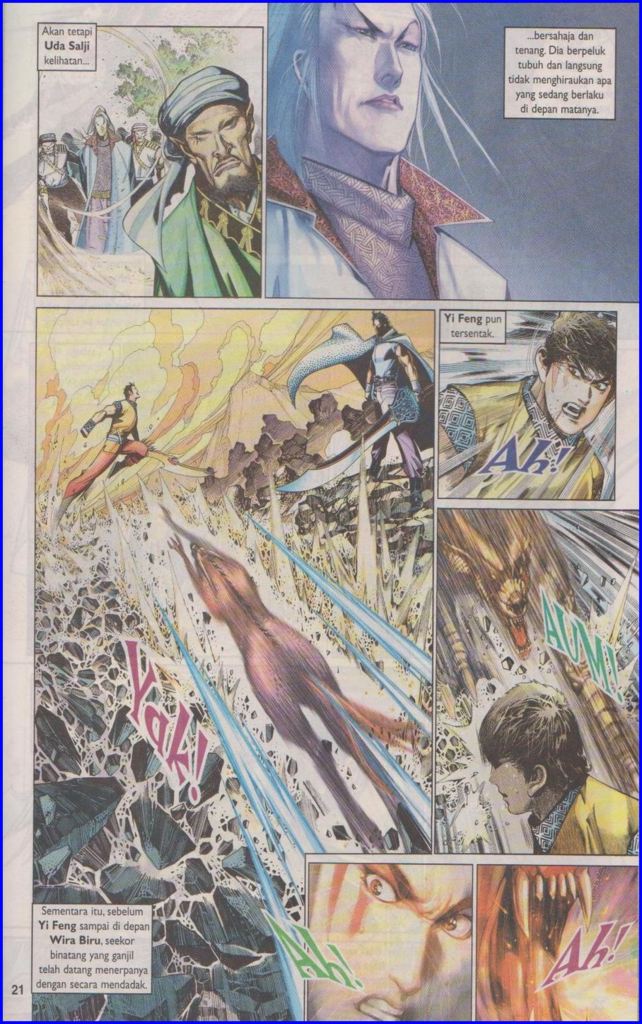 Akan tetapi
Uda Salji
kelihatan...
...bersahaja dan
tenang. Dia berpeluk
tubuh dan langsung
tidak menghiraukan apa
yang sedang berlaku
di depan matanya.
Yi Feng pun
tersentak.
Ah!
AUM!
Yak!
Sementara itu, sebelum
Yi Feng sampai di depan
Wira Biru, seekor
binatang yang ganjil
telah datang menerpanya
dengan secara mendadak.
Ah!
Ah!
21